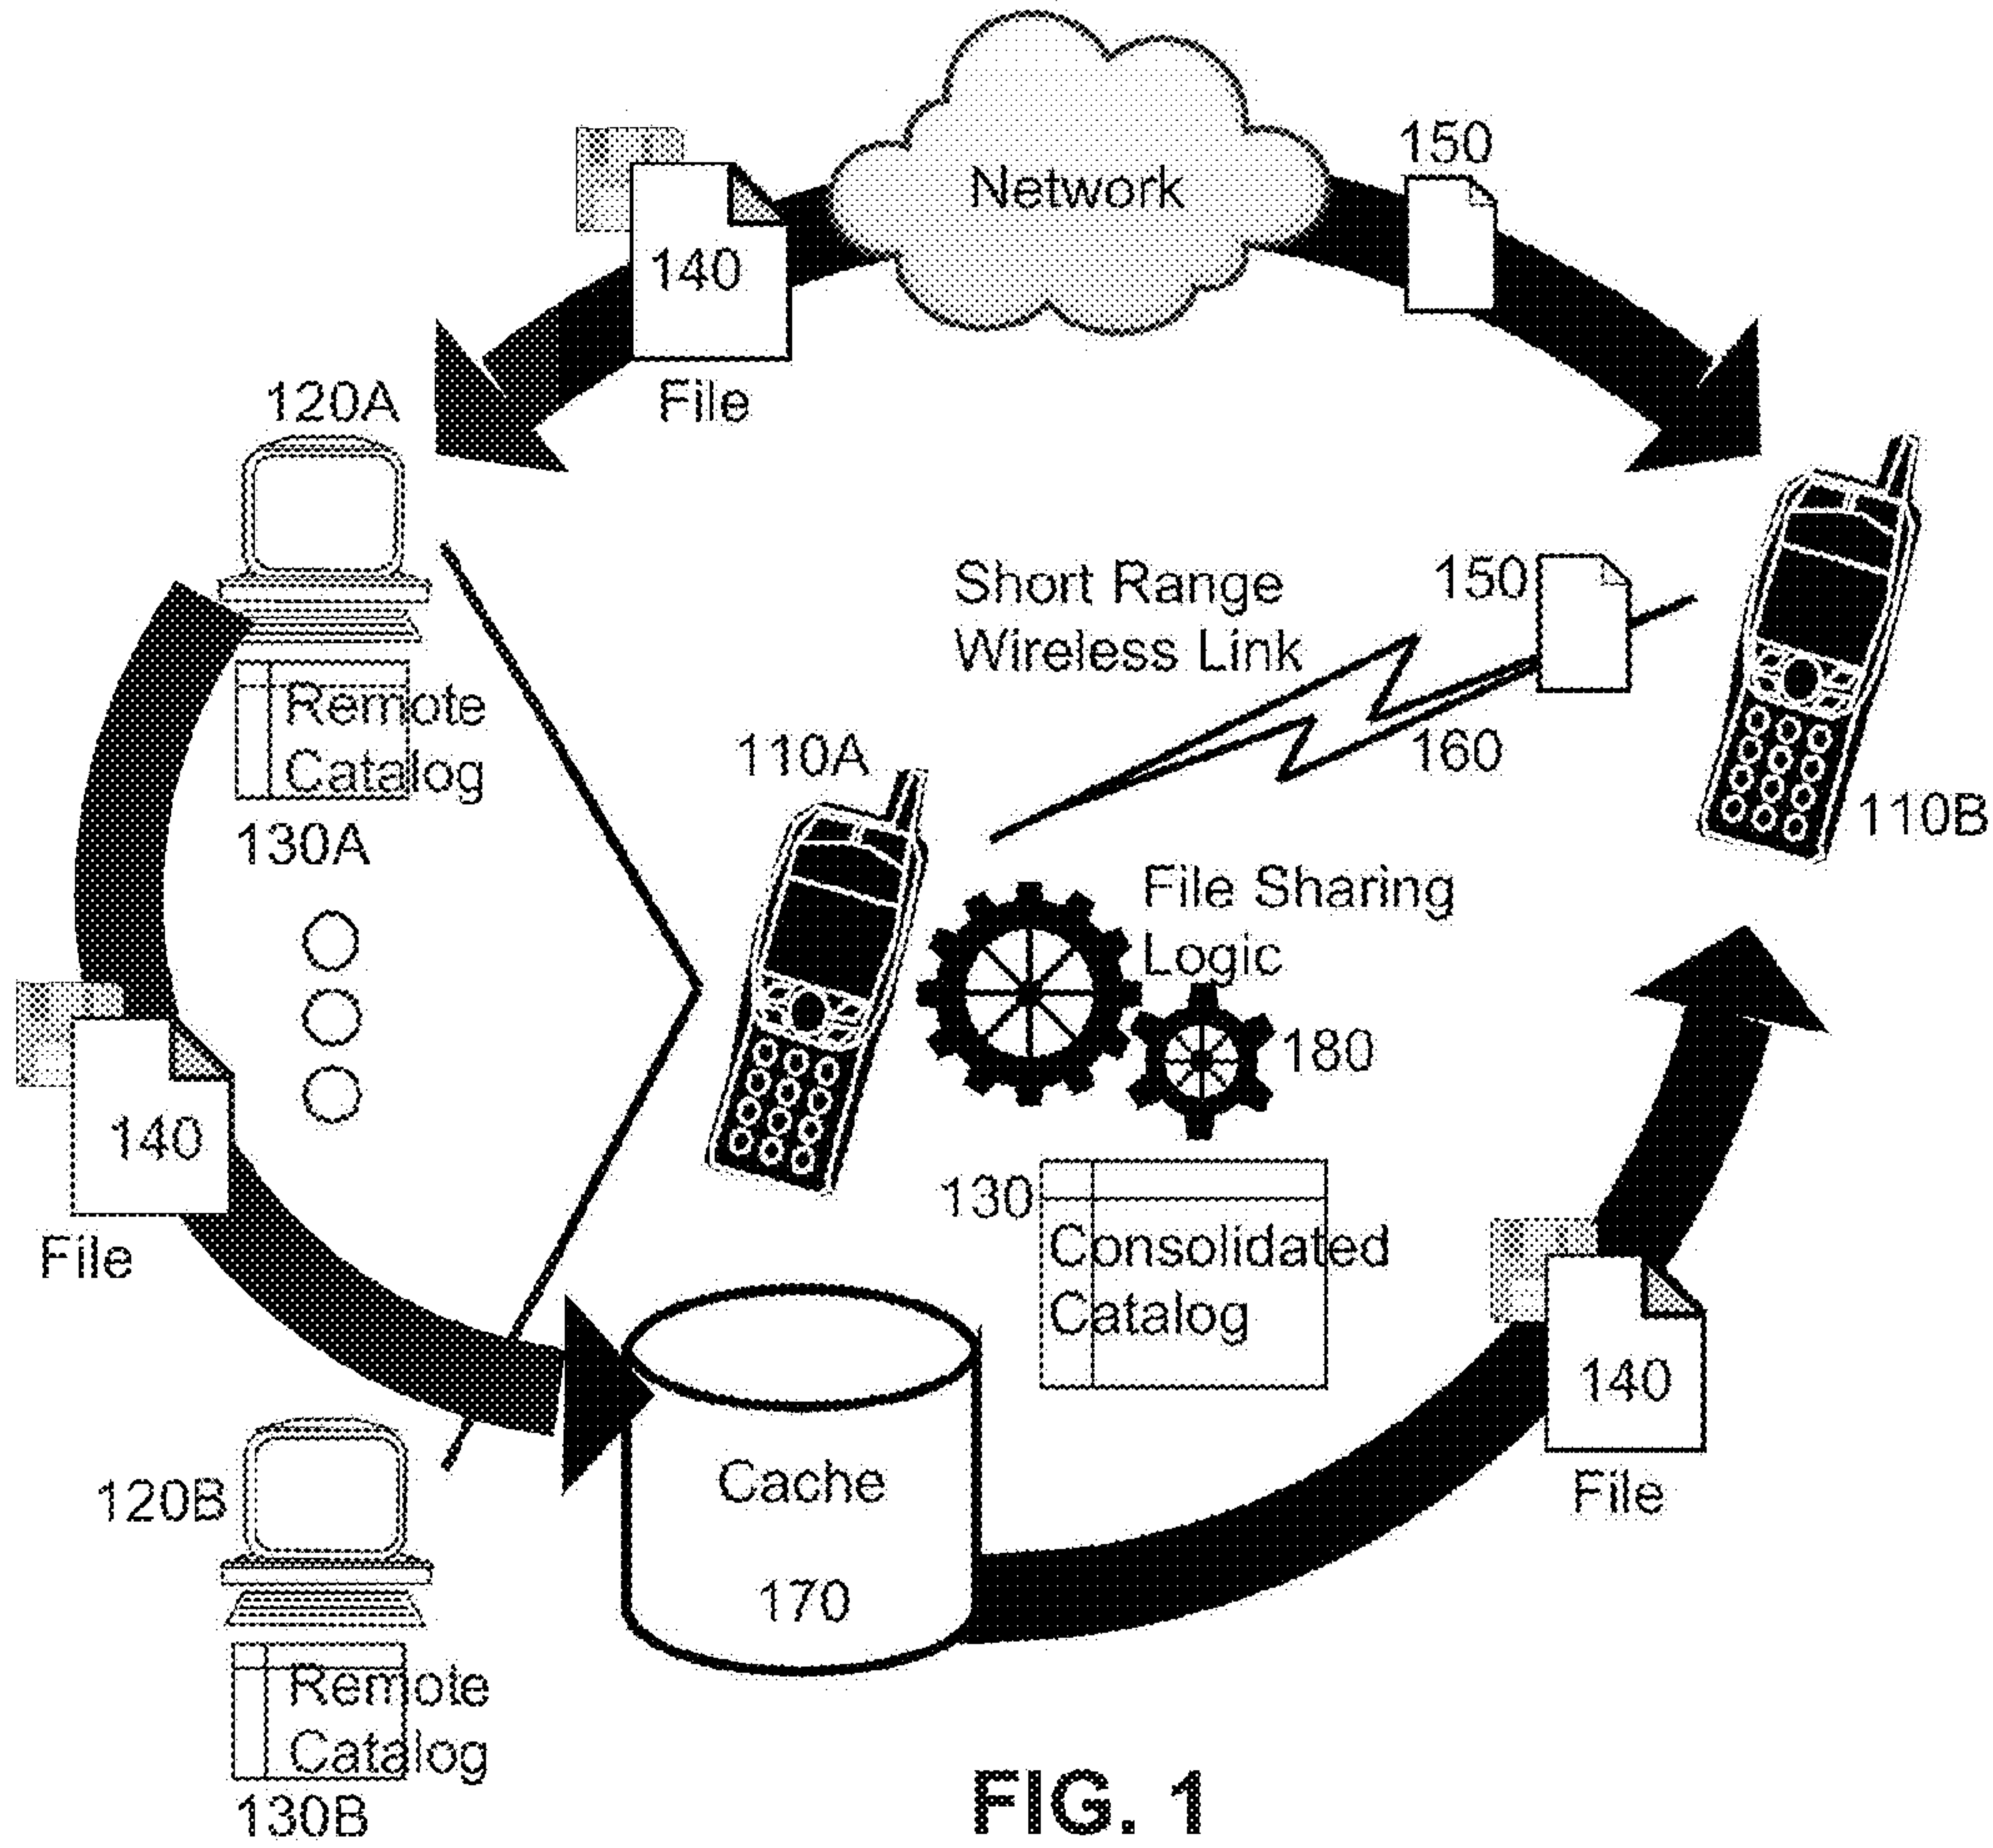 Network
150
140
File
120A
Short Range
Wireless Link
150
160
Remote
Catalog
130A
110A
110B
File Sharing
Logic
180
140
File
130
Consolidated
Catalog
140
File
Cache
170
120B
Remote
Catalog
130B
FIG. 1